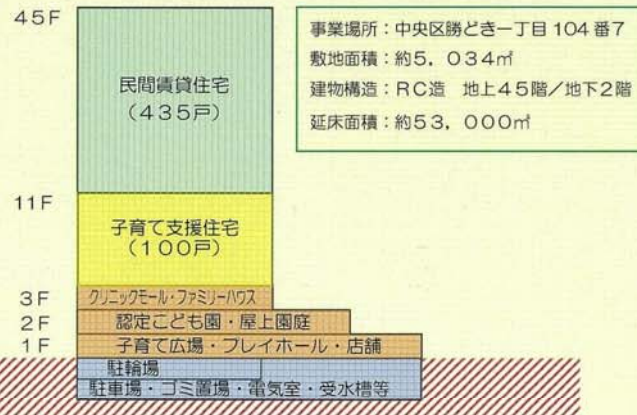 45F
民間賃貸住宅
(435戸)
事業場所:中央区勝どき一丁目104番7
敷地面積:約5,034㎡
建物構造:RC造 地上45階/地下2階
延床面積:約53,000㎡
11F
子育て支援住宅
(100戸)
3F
クリニックモール・ファミリーハウス
2F
認定こども園・屋上園庭
1F
子育て広場・プレイホール・店舗
駐輪場
駐車場・ゴミ置場・電気室・受水槽等